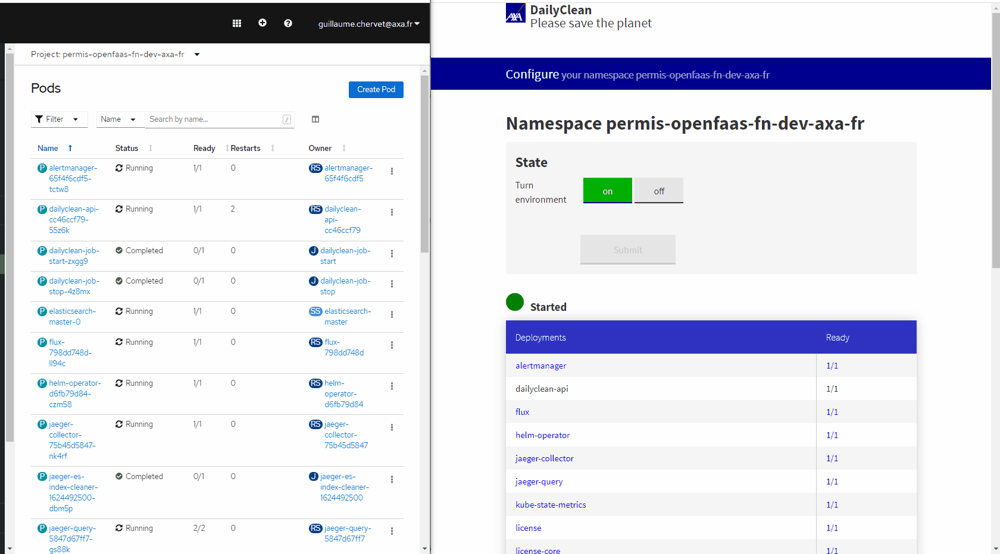 guillaume.chervet@axa.fr
Project: permis-openfaas-fn-dev-axa-fr
Pods
Create Pod
Filter
Name
Search by name...
/
Name Status Ready Restarts Owner
P alertmanager-65f4f6cdf5-tctw8 Running 1/1 0 RS alertmanager-65f4f6cdf5
P dailyclean-api-cc46ccf79-55z6k Running 1/1 2 RS dailyclean-api-cc46ccf79
P dailyclean-job-start-zxgg9 Completed 0/1 0 J dailyclean-job-start
P dailyclean-job-stop-4z8mx Completed 0/1 0 J dailyclean-job-stop
P elasticsearch-master-0 Running 1/1 0 SS elasticsearch-master
P flux-798dd748d-ll94c Running 1/1 0 RS flux-798dd748d
P helm-operator-d6fb79d84-czm58 Running 1/1 0 RS helm-operator-d6fb79d84
P jaeger-collector-75b45d5847-nk4rf Running 1/1 0 RS jaeger-collector-75b45d5847
P jaeger-es-index-cleaner-1624492500-dbm5p Completed 0/1 0 J jaeger-es-index-cleaner-1624492500
P jaeger-query-5847d67ff7-gs88k Running 2/2 0 RS jaeger-query-5847d67ff7
AXA
DailyClean
Please save the planet
Configure your namespace permis-openfaas-fn-dev-axa-fr
Namespace permis-openfaas-fn-dev-axa-fr
State
Turn environment
on
off
Submit
Started
Deployments Ready
alertmanager 1/1
dailyclean-api 1/1
flux 1/1
helm-operator 1/1
jaeger-collector 1/1
jaeger-query 1/1
kube-state-metrics 1/1
license 1/1
license-core 1/1